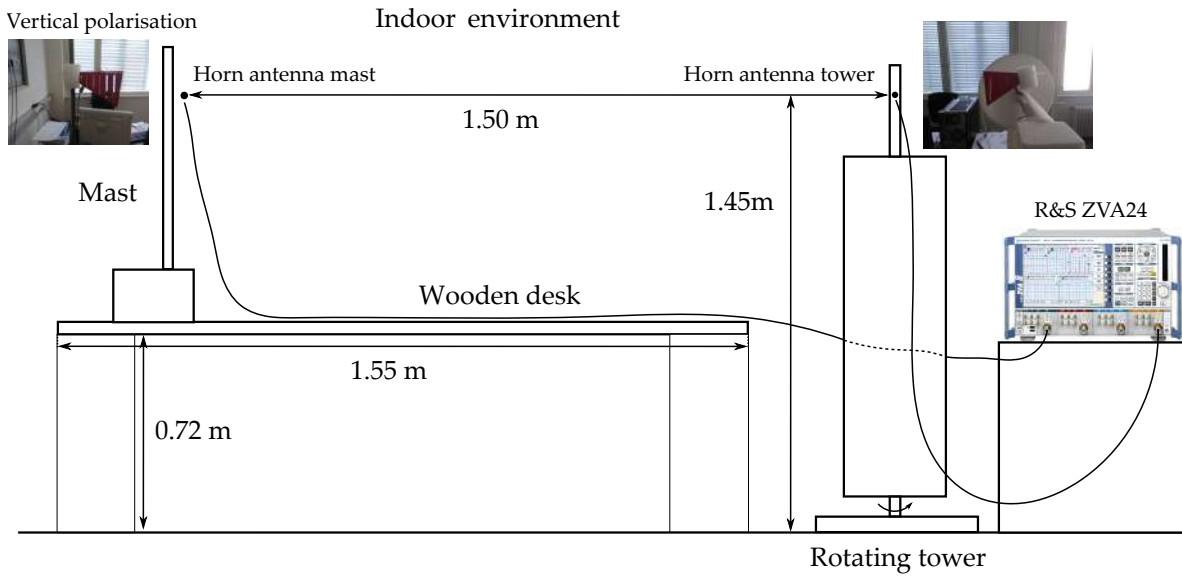 Indoor environment
Vertical polarisation
Horn antenna mast
Horn antenna tower
1.50 m
Mast
1.45m
R&S ZVA24
Wooden desk
1.55 m
0.72 m
Rotating tower